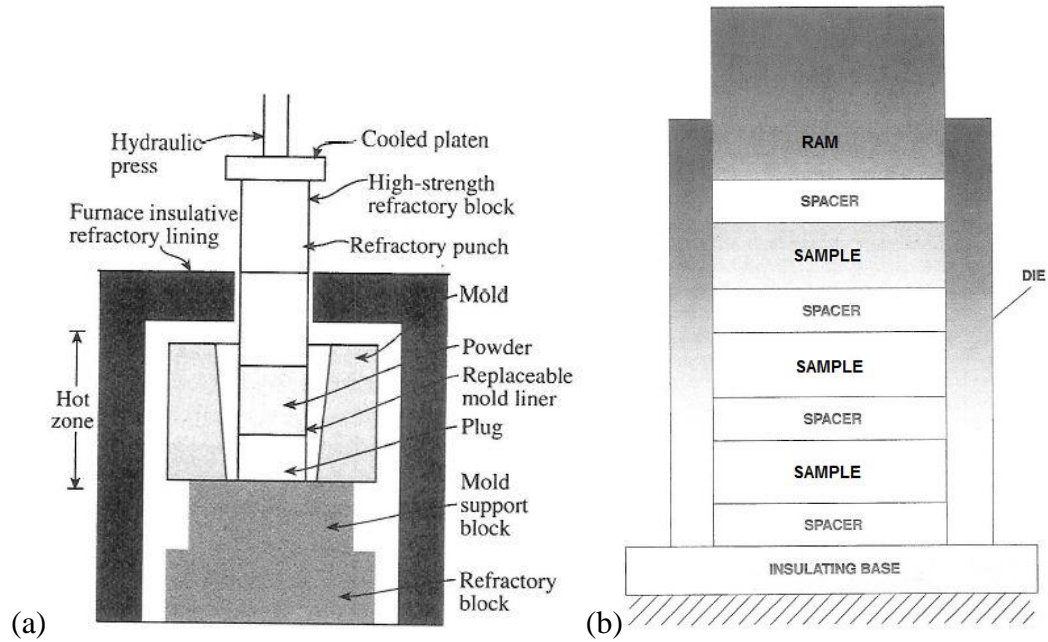 Hydraulic
press
Cooled platen
High-strength
refractory block
Furnace insulative
refractory lining
Refractory punch
Mold
Powder
Replaceable
mold liner
Hot
zone
Plug
Mold
support
block
Refractory
block
(a)
RAM
SPACER
SAMPLE
SPACER
DIE
SAMPLE
SPACER
SAMPLE
SPACER
INSULATING BASE
(b)